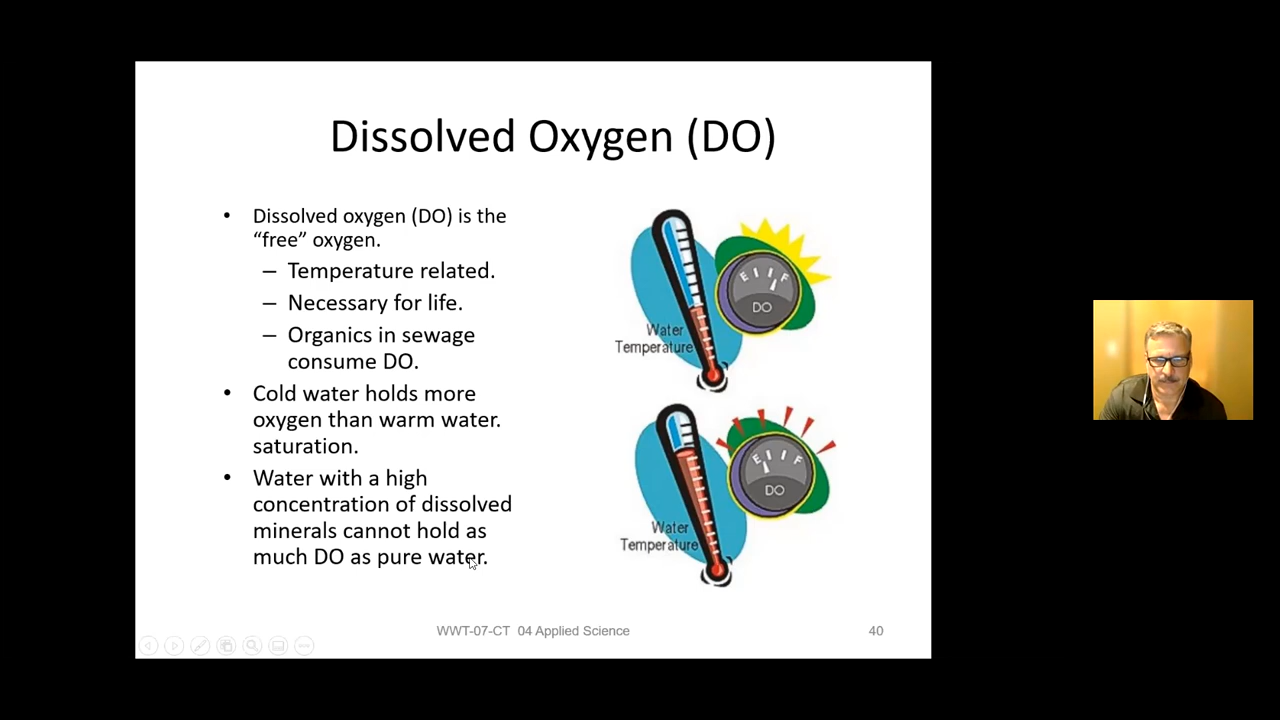 Dissolved Oxygen (DO)
• Dissolved oxygen (DO) is the
“free” oxygen.
– Temperature related.
– Necessary for life.
– Organics in sewage
consume DO.
• Cold water holds more
oxygen than warm water.
saturation.
• Water with a high
concentration of dissolved
minerals cannot hold as
much DO as pure water.
E F
DO
Water
Temperature
E F
DO
Water
Temperature
WWT-07-CT 04 Applied Science
40